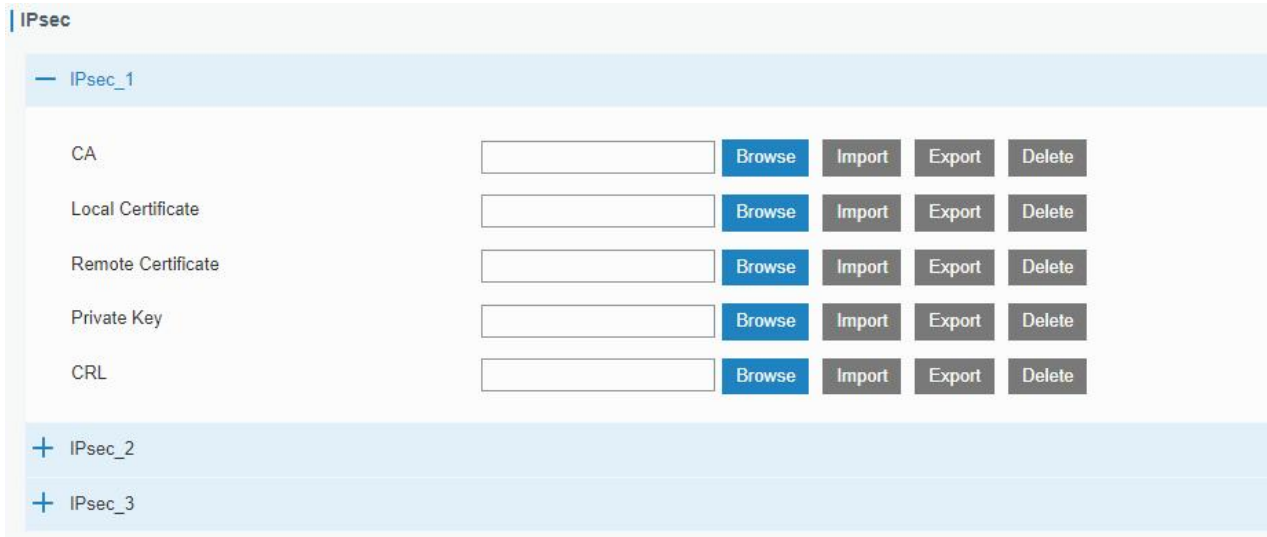 IPsec
IPsec_1
CA Browse Import Export Delete
Local Certificate Browse Import Export Delete
Remote Certificate Browse Import Export Delete
Private Key Browse Import Export Delete
CRL Browse Import Export Delete
IPsec_2
IPsec_3